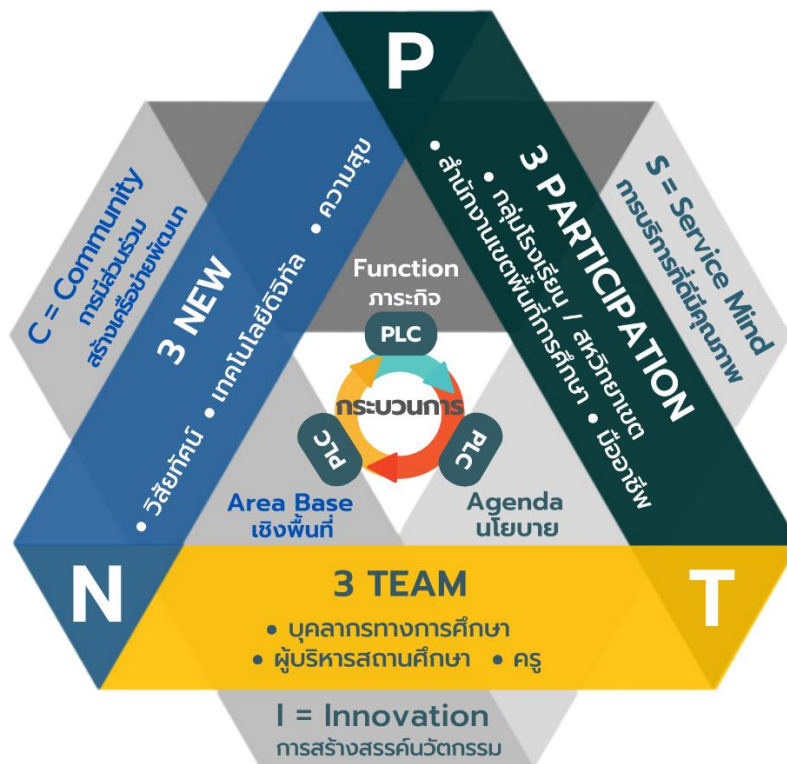 P
3 NEW
• วิสัยทัศน์ • เทคโนโลยีดิจิทัล • ความสุข
3 PARTICIPATION
• กลุ่มโรงเรียน / สหวิทยาเขต
• สำนักงานเขตพื้นที่การศึกษา • มืออาชีพ
C = Community
การมีส่วนร่วม
สร้างเครือข่ายพัฒนา
S = Service Mind
การบริการที่ดีมีคุณภาพ
Function
ภาระกิจ
PLC
กระบวนการ
PLC
PLC
Area Base
เชิงพื้นที่
Agenda
นโยบาย
N
T
3 TEAM
• บุคลากรทางการศึกษา
• ผู้บริหารสถานศึกษา • ครู
I = Innovation
การสร้างสรรค์นวัตกรรม